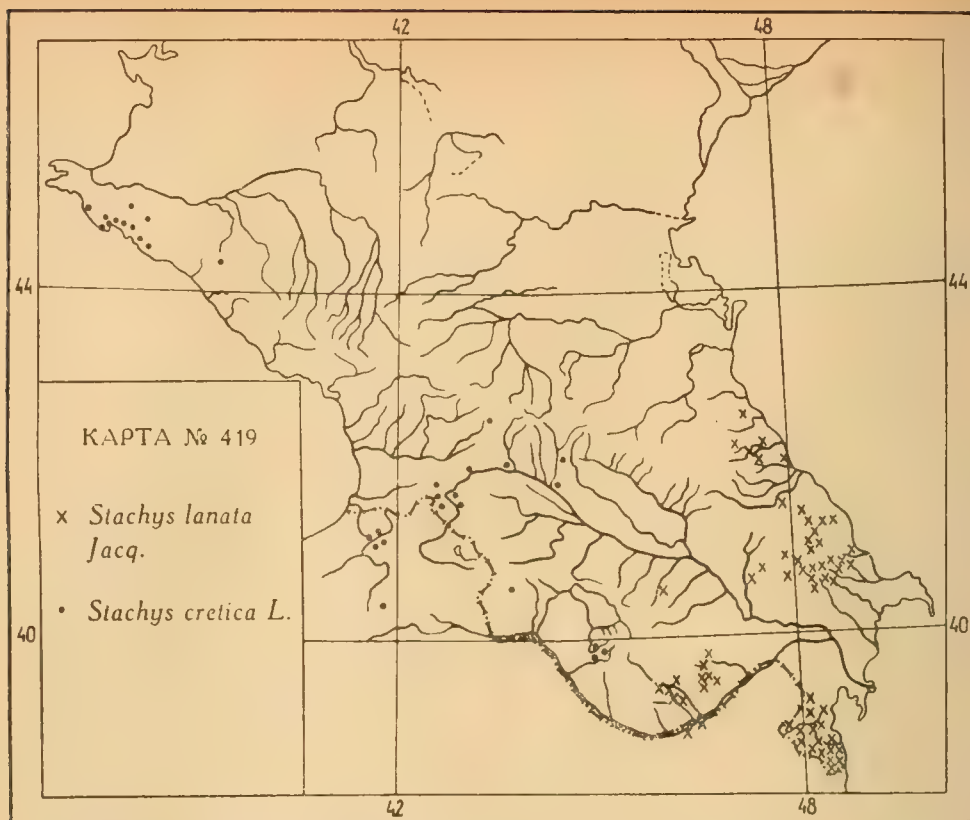 42 48
44 44
КАРТА № 419
× Stachys lanata
Jacq.
• Stachys cretica L.
40 40
42 48